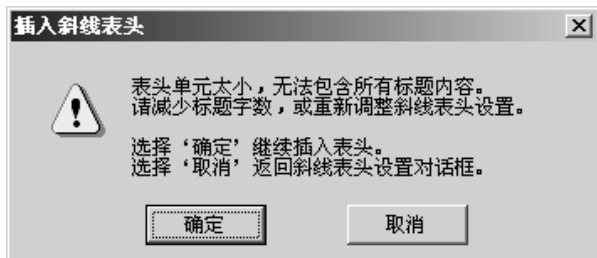 插入斜线表头
表头单元太小，无法包含所有标题内容。
请减少标题字数，或重新调整斜线表头设置。
选择‘确定’继续插入表头。
选择‘取消’返回斜线表头设置对话框。
确定
取消